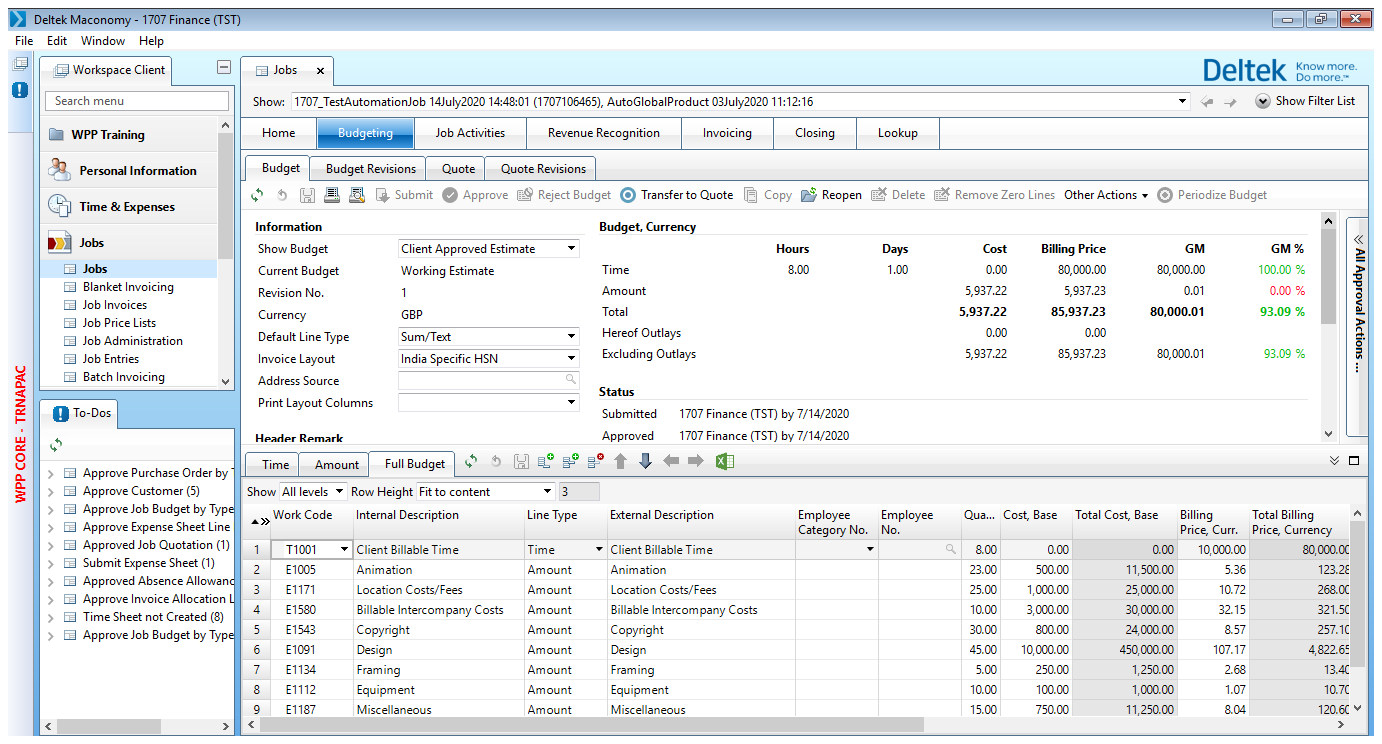 Deltek Maconomy - 1707 Finance (TST)
File Edit Window Help
Workspace Client
Search menu
WPP Training
Personal Information
Time & Expenses
Jobs
Jobs
Blanket Invoicing
Job Invoices
Job Price Lists
Job Administration
Job Entries
Batch Invoicing
WPP CORE - TRNAPAC
To-Dos
Approve Purchase Order by
Approve Customer (5)
Approve Job Budget by Type
Approve Expense Sheet Line
Approved Job Quotation (1)
Submit Expense Sheet (1)
Approved Absence Allowanc
Approve Invoice Allocation L
Time Sheet not Created (8)
Approve Job Budget by Type
Jobs x
Deltek Know more.
Do more.™
Show: 1707_TestAutomationJob 14July2020 14:48:01 (1707106465), AutoGlobalProduct 03July2020 11:12:16 Show Filter List
Home Budgeting Job Activities Revenue Recognition Invoicing Closing Lookup
Budget Budget Revisions Quote Quote Revisions
Submit Approve Reject Budget Transfer to Quote Copy Reopen Delete Remove Zero Lines Other Actions Periodize Budget
Information
Show Budget Client Approved Estimate
Current Budget Working Estimate
Revision No. 1
Currency GBP
Default Line Type Sum/Text
Invoice Layout India Specific HSN
Address Source
Print Layout Columns
Header Remark
Budget, Currency
Hours Days Cost Billing Price GM GM %
Time 8.00 1.00 0.00 80,000.00 80,000.00 100.00 %
Amount 5,937.22 5,937.23 0.01 0.00 %
Total 5,937.22 85,937.23 80,000.01 93.09 %
Hereof Outlays 0.00 0.00
Excluding Outlays 5,937.22 85,937.23 80,000.01 93.09 %
Status
Submitted 1707 Finance (TST) by 7/14/2020
Approved 1707 Finance (TST) by 7/14/2020
All Approval Actions ...
Time Amount Full Budget
Show All levels Row Height Fit to content 3
Work Code Internal Description Line Type External Description Employee Category No. Employee No. Qua... Cost, Base Total Cost, Base Billing Price, Curr. Total Billing Price, Currency
1 T1001 Client Billable Time Time Client Billable Time 8.00 0.00 0.00 10,000.00 80,000.00
2 E1005 Animation Amount Animation 23.00 500.00 11,500.00 5.36 123.28
3 E1171 Location Costs/Fees Amount Location Costs/Fees 25.00 1,000.00 25,000.00 10.72 268.00
4 E1580 Billable Intercompany Costs Amount Billable Intercompany Costs 10.00 3,000.00 30,000.00 32.15 321.50
5 E1543 Copyright Amount Copyright 30.00 800.00 24,000.00 8.57 257.10
6 E1091 Design Amount Design 45.00 10,000.00 450,000.00 107.17 4,822.65
7 E1134 Framing Amount Framing 5.00 250.00 1,250.00 2.68 13.40
8 E1112 Equipment Amount Equipment 10.00 100.00 1,000.00 1.07 10.70
9 E1187 Miscellaneous Amount Miscellaneous 15.00 750.00 11,250.00 8.04 120.60